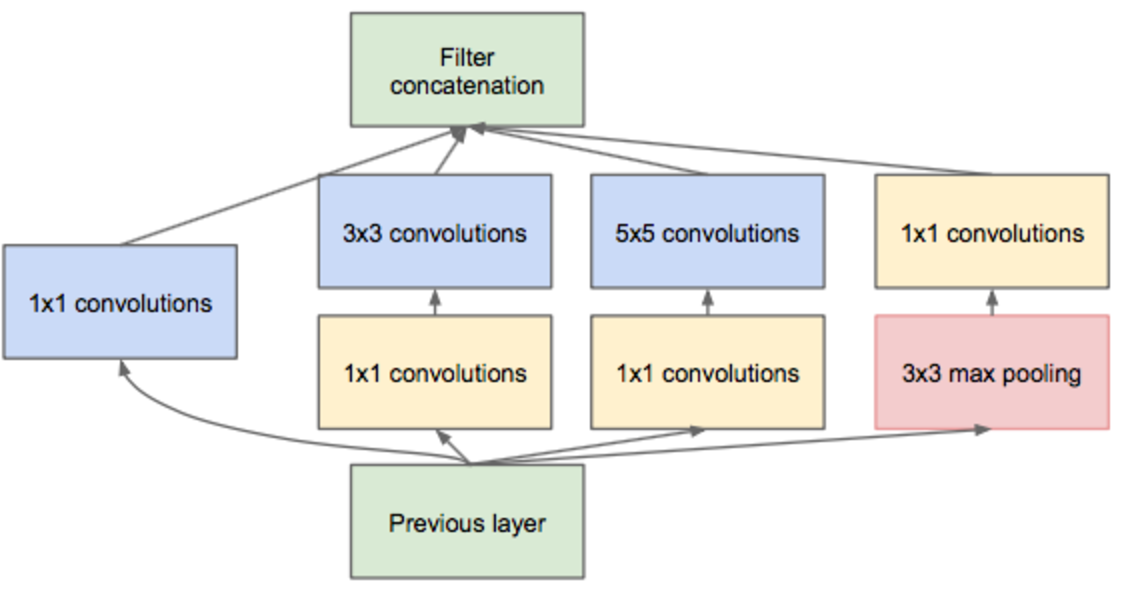 Filter
concatenation
3x3 convolutions
5x5 convolutions
1x1 convolutions
1x1 convolutions
1x1 convolutions
1x1 convolutions
3x3 max pooling
Previous layer